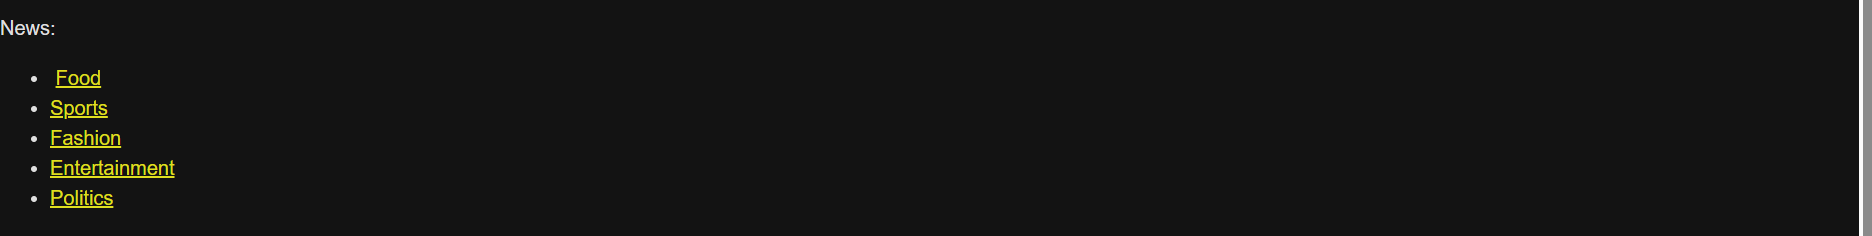 News:
• Food
• Sports
• Fashion
• Entertainment
• Politics